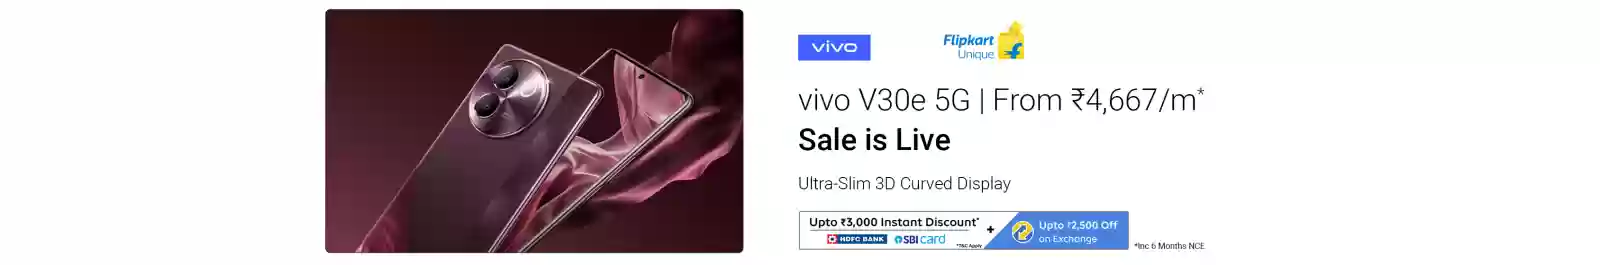 vivo
Flipkart
Unique
vivo V30e 5G | From ₹4,667/m*
Sale is Live
Ultra-Slim 3D Curved Display
Upto ₹3,000 Instant Discount*
HDFC BANK SBI card
*T&C Apply
+
Upto ₹2,500 Off
on Exchange
*Inc 6 Months NCE